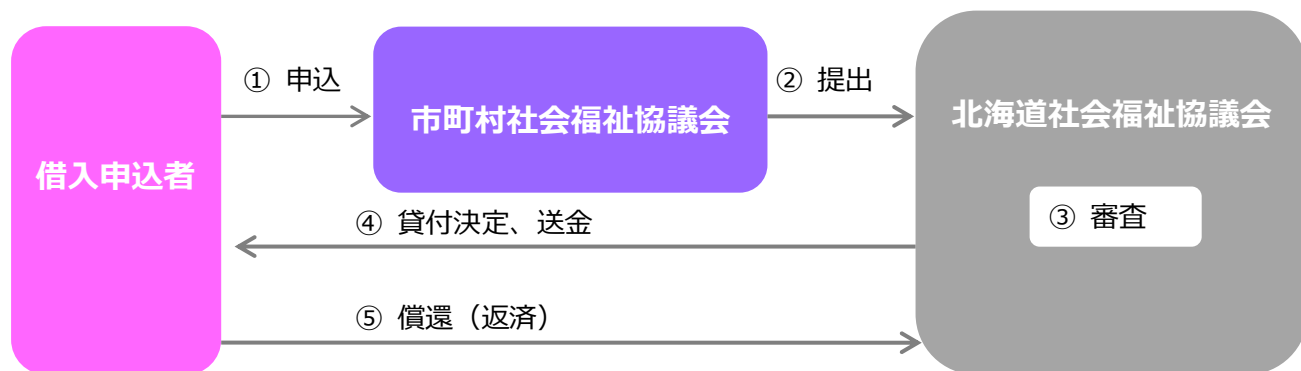 ① 申込
② 提出
市町村社会福祉協議会
北海道社会福祉協議会
借入申込者
③ 審査
④ 貸付決定、送金
⑤ 償還（返済）